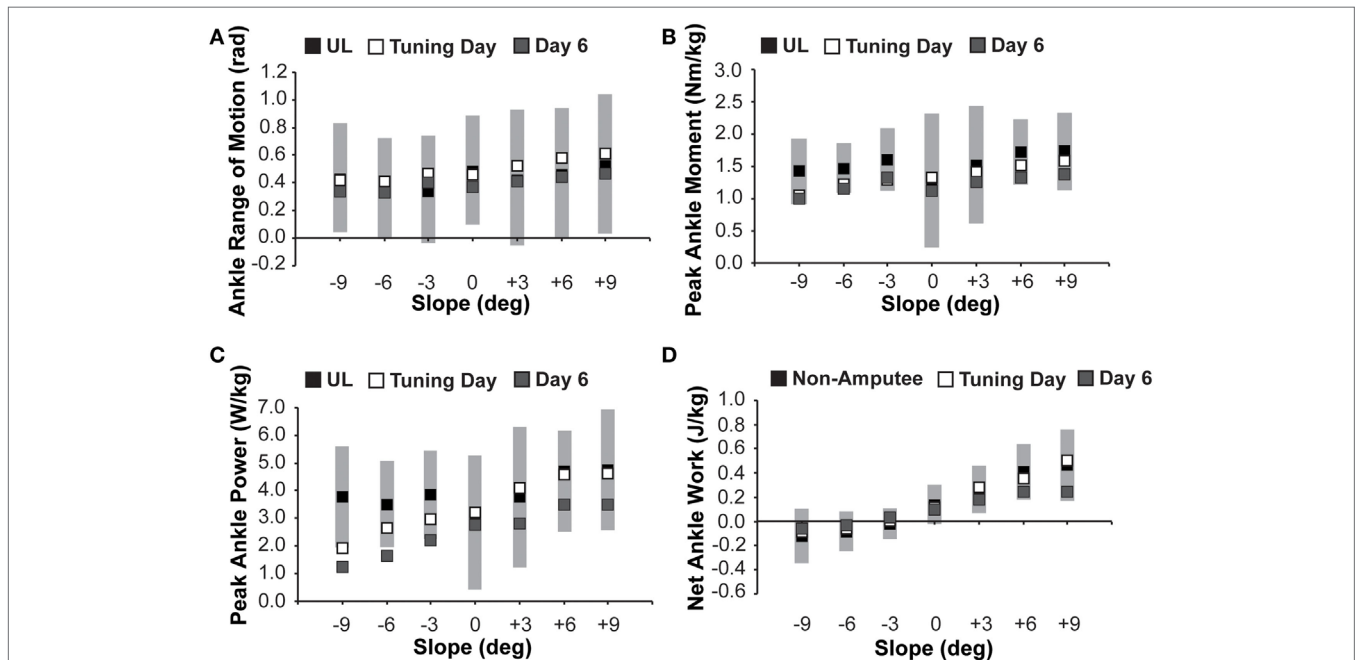 A
UL Tuning Day Day 6
Ankle Range of Motion (rad)
1.2
1.0
0.8
0.6
0.4
0.2
0.0
-0.2
-9 -6 -3 0 +3 +6 +9
Slope (deg)
B
UL Tuning Day Day 6
Peak Ankle Moment (Nm/kg)
3.0
2.5
2.0
1.5
1.0
0.5
0.0
-9 -6 -3 0 +3 +6 +9
Slope (deg)
C
UL Tuning Day Day 6
Peak Ankle Power (W/kg)
7.0
6.0
5.0
4.0
3.0
2.0
1.0
0.0
-9 -6 -3 0 +3 +6 +9
Slope (deg)
D
Non-Amputee Tuning Day Day 6
Net Ankle Work (J/kg)
1.0
0.8
0.6
0.4
0.2
0.0
-0.2
-0.4
-0.6
-9 -6 -3 0 +3 +6 +9
Slope (deg)